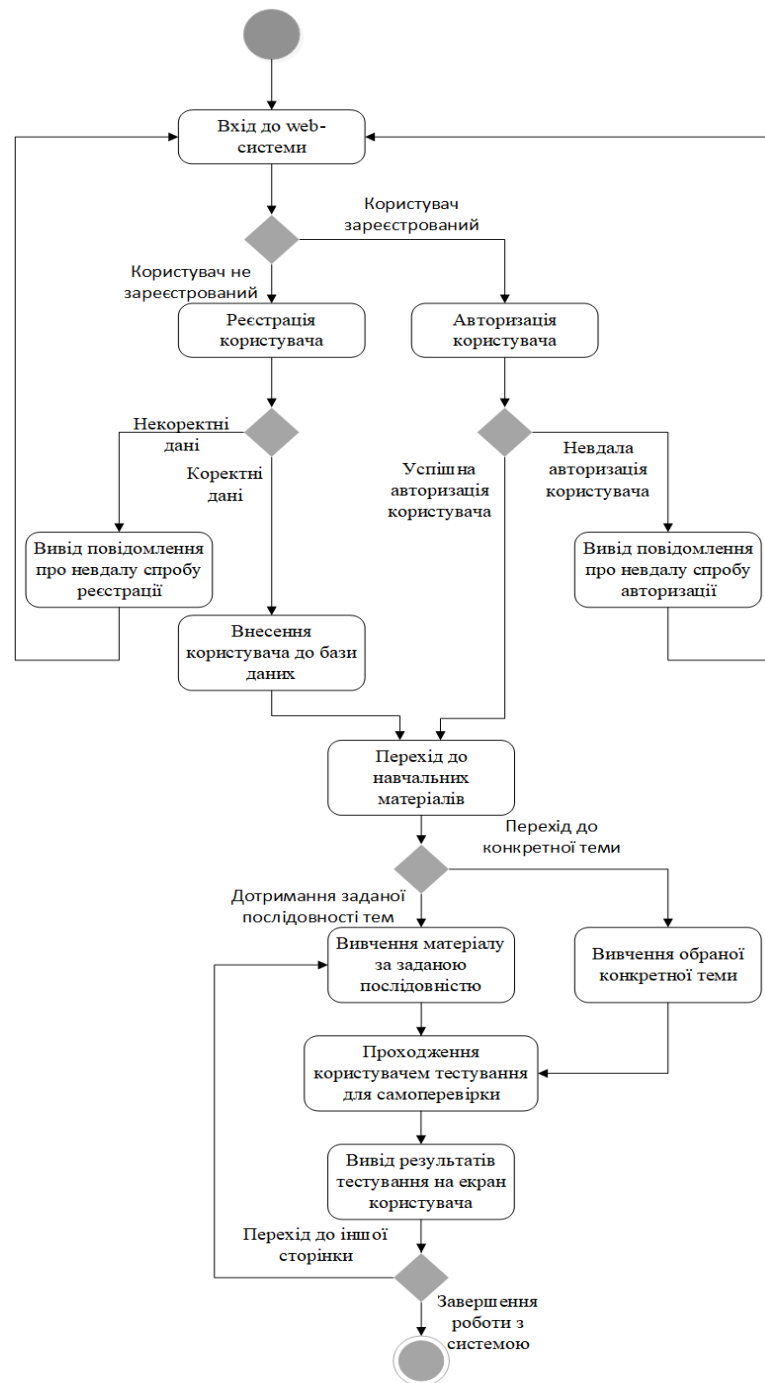 Вхід до web-
системи
Користувач
зареєстрований
Користувач не
зареєстрований
Реєстрація
користувача
Авторизація
користувача
Некоректні
дані
Коректні
дані
Успішна
авторизація
користувача
Невдала
авторизація
користувача
Вивід повідомлення
про невдалу спробу
реєстрації
Вивід повідомлення
про невдалу спробу
авторизації
Внесення
користувача до бази
даних
Перехід до
навчальних
матеріалів
Перехід до
конкретної теми
Дотримання заданої
послідовності тем
Вивчення матеріалу
за заданою
послідовністю
Вивчення обраної
конкретної теми
Проходження
користувачем тестування
для самоперевірки
Вивід результатів
тестування на екран
користувача
Перехід до іншої
сторінки
Завершення
роботи з
системою